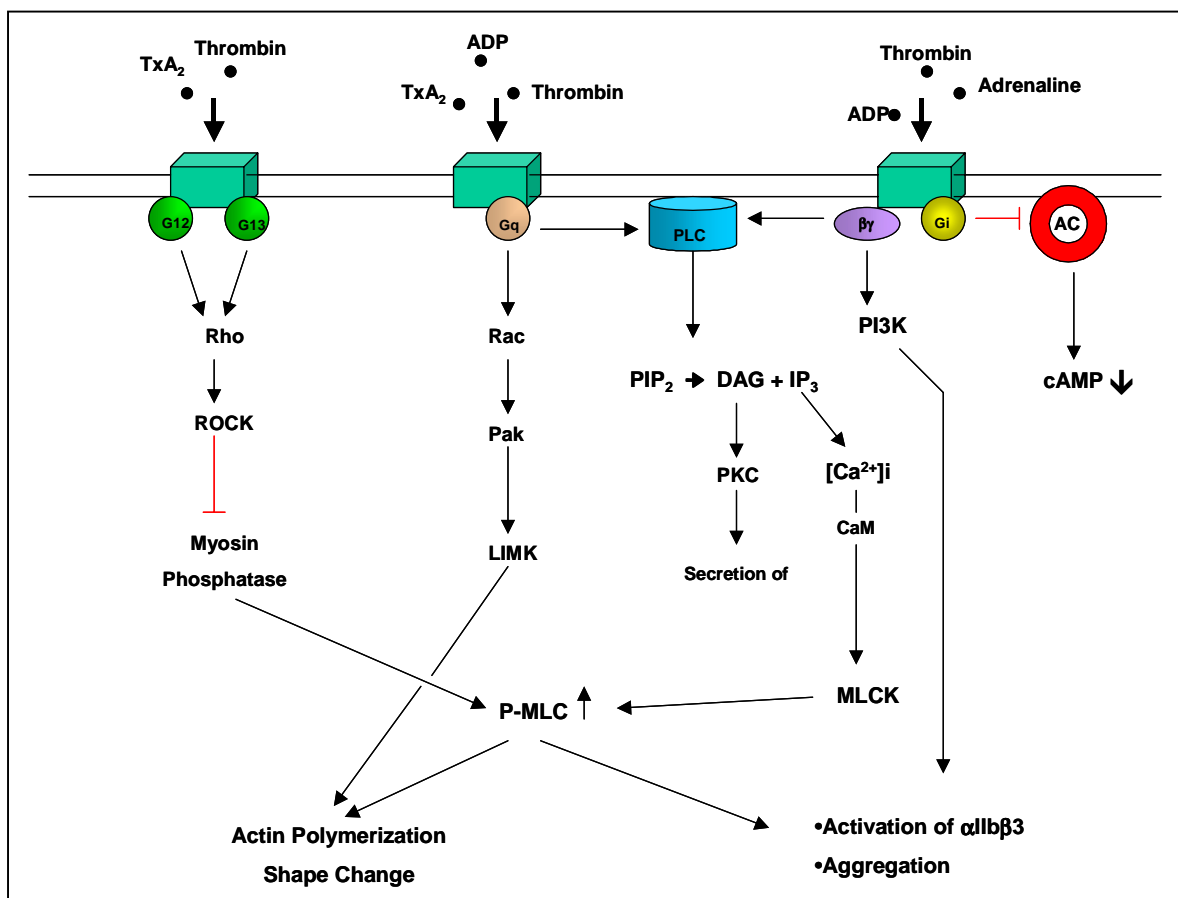 TxA2
Thrombin
ADP
TxA2
Thrombin
Thrombin
Adrenaline
ADP
G12
G13
Gq
PLC
βγ
Gi
AC
Rho
Rac
PI3K
PIP2
DAG + IP3
cAMP
ROCK
Pak
PKC
[Ca2+]i
CaM
Myosin
Phosphatase
LIMK
Secretion of
P-MLC
MLCK
Actin Polymerization
Shape Change
•Activation of αIIbβ3
•Aggregation